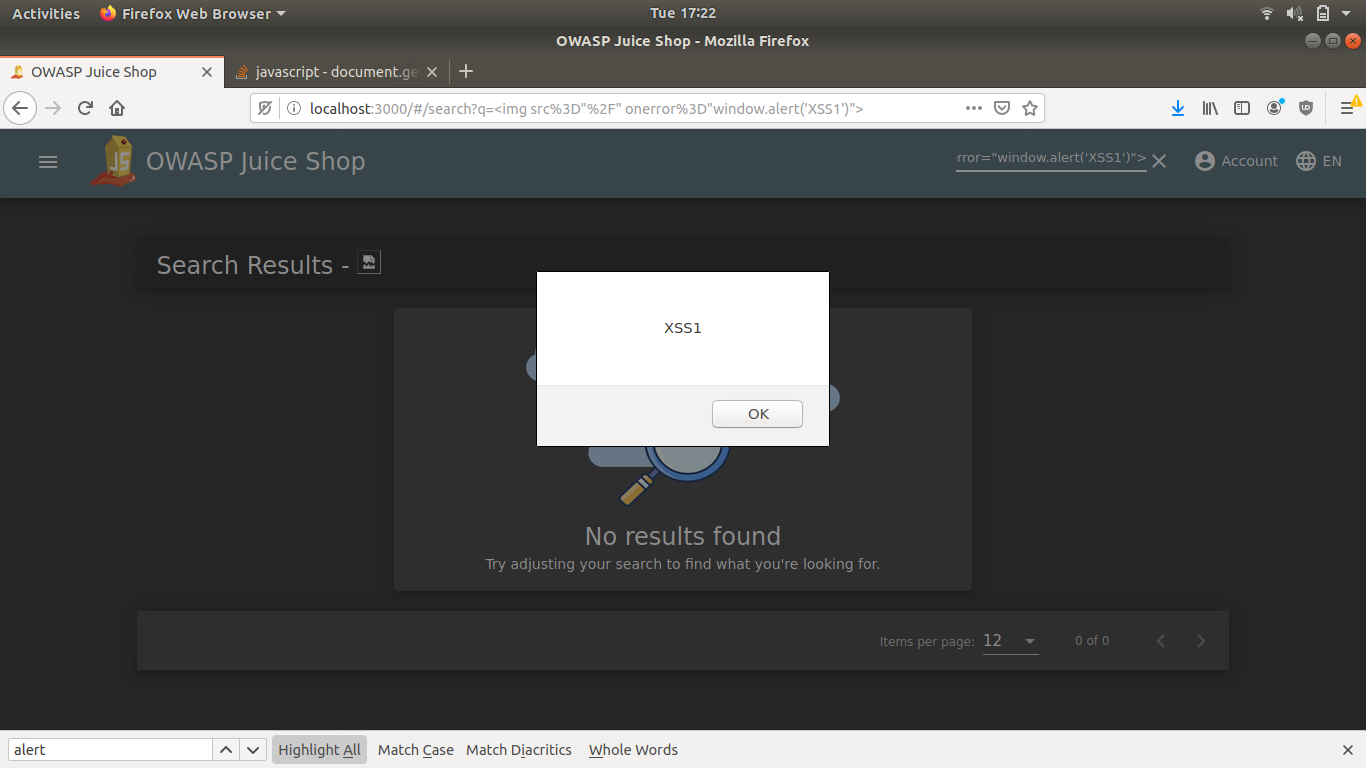 Activities Firefox Web Browser Tue 17:22
OWASP Juice Shop - Mozilla Firefox
OWASP Juice Shop javascript - document.ge
localhost:3000/#/search?q=<img src%3D"%2F" onerror%3D"window.alert('XSS1')">
JS OWASP Juice Shop rror="window.alert('XSS1')"> Account EN
Search Results -
XSS1
OK
No results found
Try adjusting your search to find what you're looking for.
Items per page: 12 0 of 0
alert Highlight All Match Case Match Diacritics Whole Words